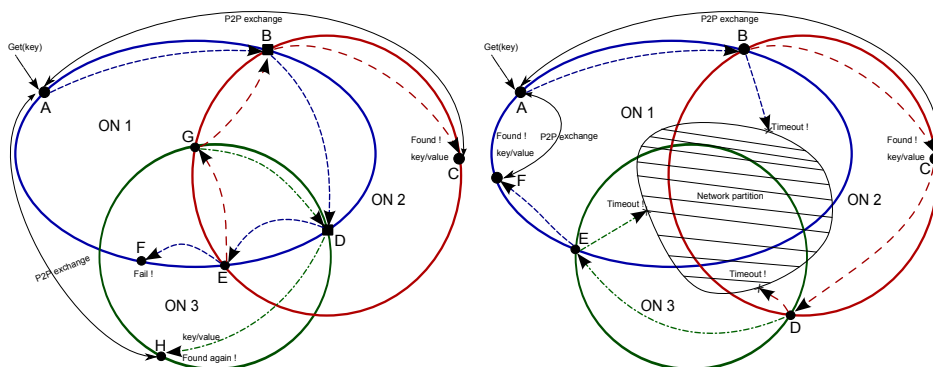 P2P exchange
B
Get(key)
A
ON 1
Found !
key/value
G
C
ON 2
D
F
Fail !
E
P2P exchange
ON 3
key/value
H
Found again !
P2P exchange
B
Get(key)
A
ON 1
Timeout !
Found !
key/value
P2P exchange
Found !
key/value
F
C
Network partition
ON 2
Timeout !
E
Timeout !
ON 3
D